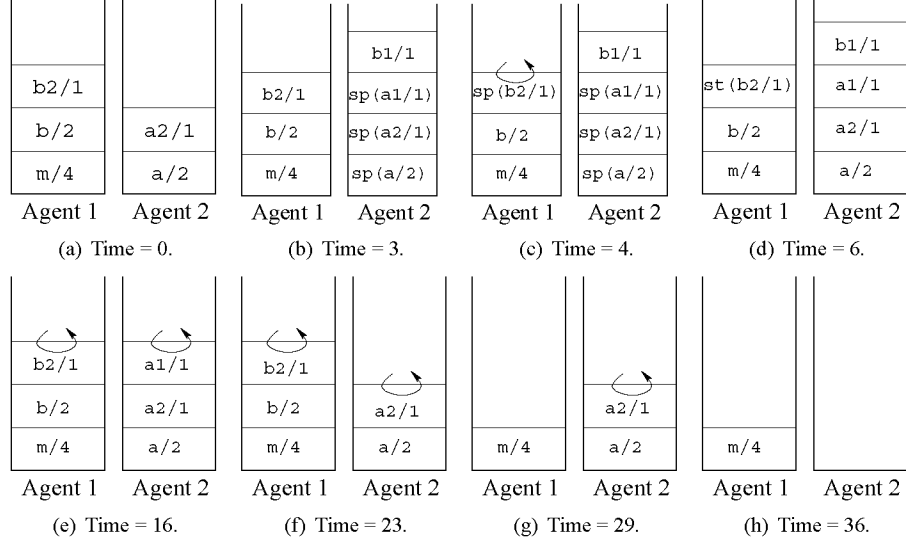 b2/1
b/2
m/4
Agent 1
a2/1
a/2
Agent 2
(a) Time = 0.
b2/1
b/2
m/4
Agent 1
b1/1
sp(a1/1)
sp(a2/1)
sp(a/2)
Agent 2
(b) Time = 3.
sp(b2/1)
b/2
m/4
Agent 1
b1/1
sp(a1/1)
sp(a2/1)
sp(a/2)
Agent 2
(c) Time = 4.
st(b2/1)
b/2
m/4
Agent 1
b1/1
a1/1
a2/1
a/2
Agent 2
(d) Time = 6.
b2/1
b/2
m/4
Agent 1
a1/1
a2/1
a/2
Agent 2
(e) Time = 16.
b2/1
b/2
m/4
Agent 1
a2/1
a/2
Agent 2
(f) Time = 23.
m/4
Agent 1
a2/1
a/2
Agent 2
(g) Time = 29.
m/4
Agent 1
Agent 2
(h) Time = 36.